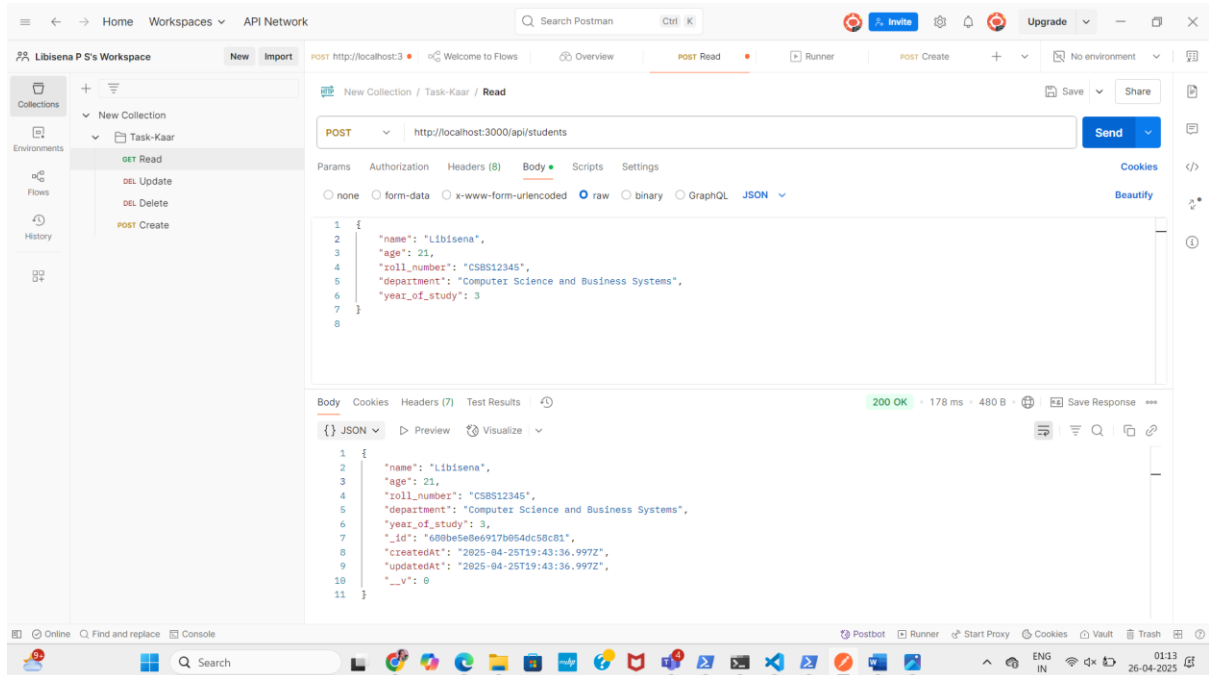 Home Workspaces API Network Search Postman Ctrl K Invite Upgrade
Libisena P S's Workspace New Import POST http://localhost:3 Welcome to Flows Overview POST Read Runner POST Create No environment
Collections
Environments
Flows
History
New Collection
Task-Kaar
GET Read
DEL Update
DEL Delete
POST Create
HTTP New Collection / Task-Kaar / Read Save Share
POST http://localhost:3000/api/students Send
Params Authorization Headers (8) Body Scripts Settings Cookies
none form-data x-www-form-urlencoded raw binary GraphQL JSON Beautify
1 {
2 "name": "Libisena",
3 "age": 21,
4 "roll_number": "CSBS12345",
5 "department": "Computer Science and Business Systems",
6 "year_of_study": 3
7 }
8
Body Cookies Headers (7) Test Results 200 OK 178 ms 480 B Save Response
{} JSON Preview Visualize
1 {
2 "name": "Libisena",
3 "age": 21,
4 "roll_number": "CSBS12345",
5 "department": "Computer Science and Business Systems",
6 "year_of_study": 3,
7 "_id": "680be5e8e6917b054dc58c81",
8 "createdAt": "2025-04-25T19:43:36.997Z",
9 "updatedAt": "2025-04-25T19:43:36.997Z",
10 "__v": 0
11 }
Online Find and replace Console Postbot Runner Start Proxy Cookies Vault Trash
9+ Search 4 ENG IN 01:13 26-04-2025